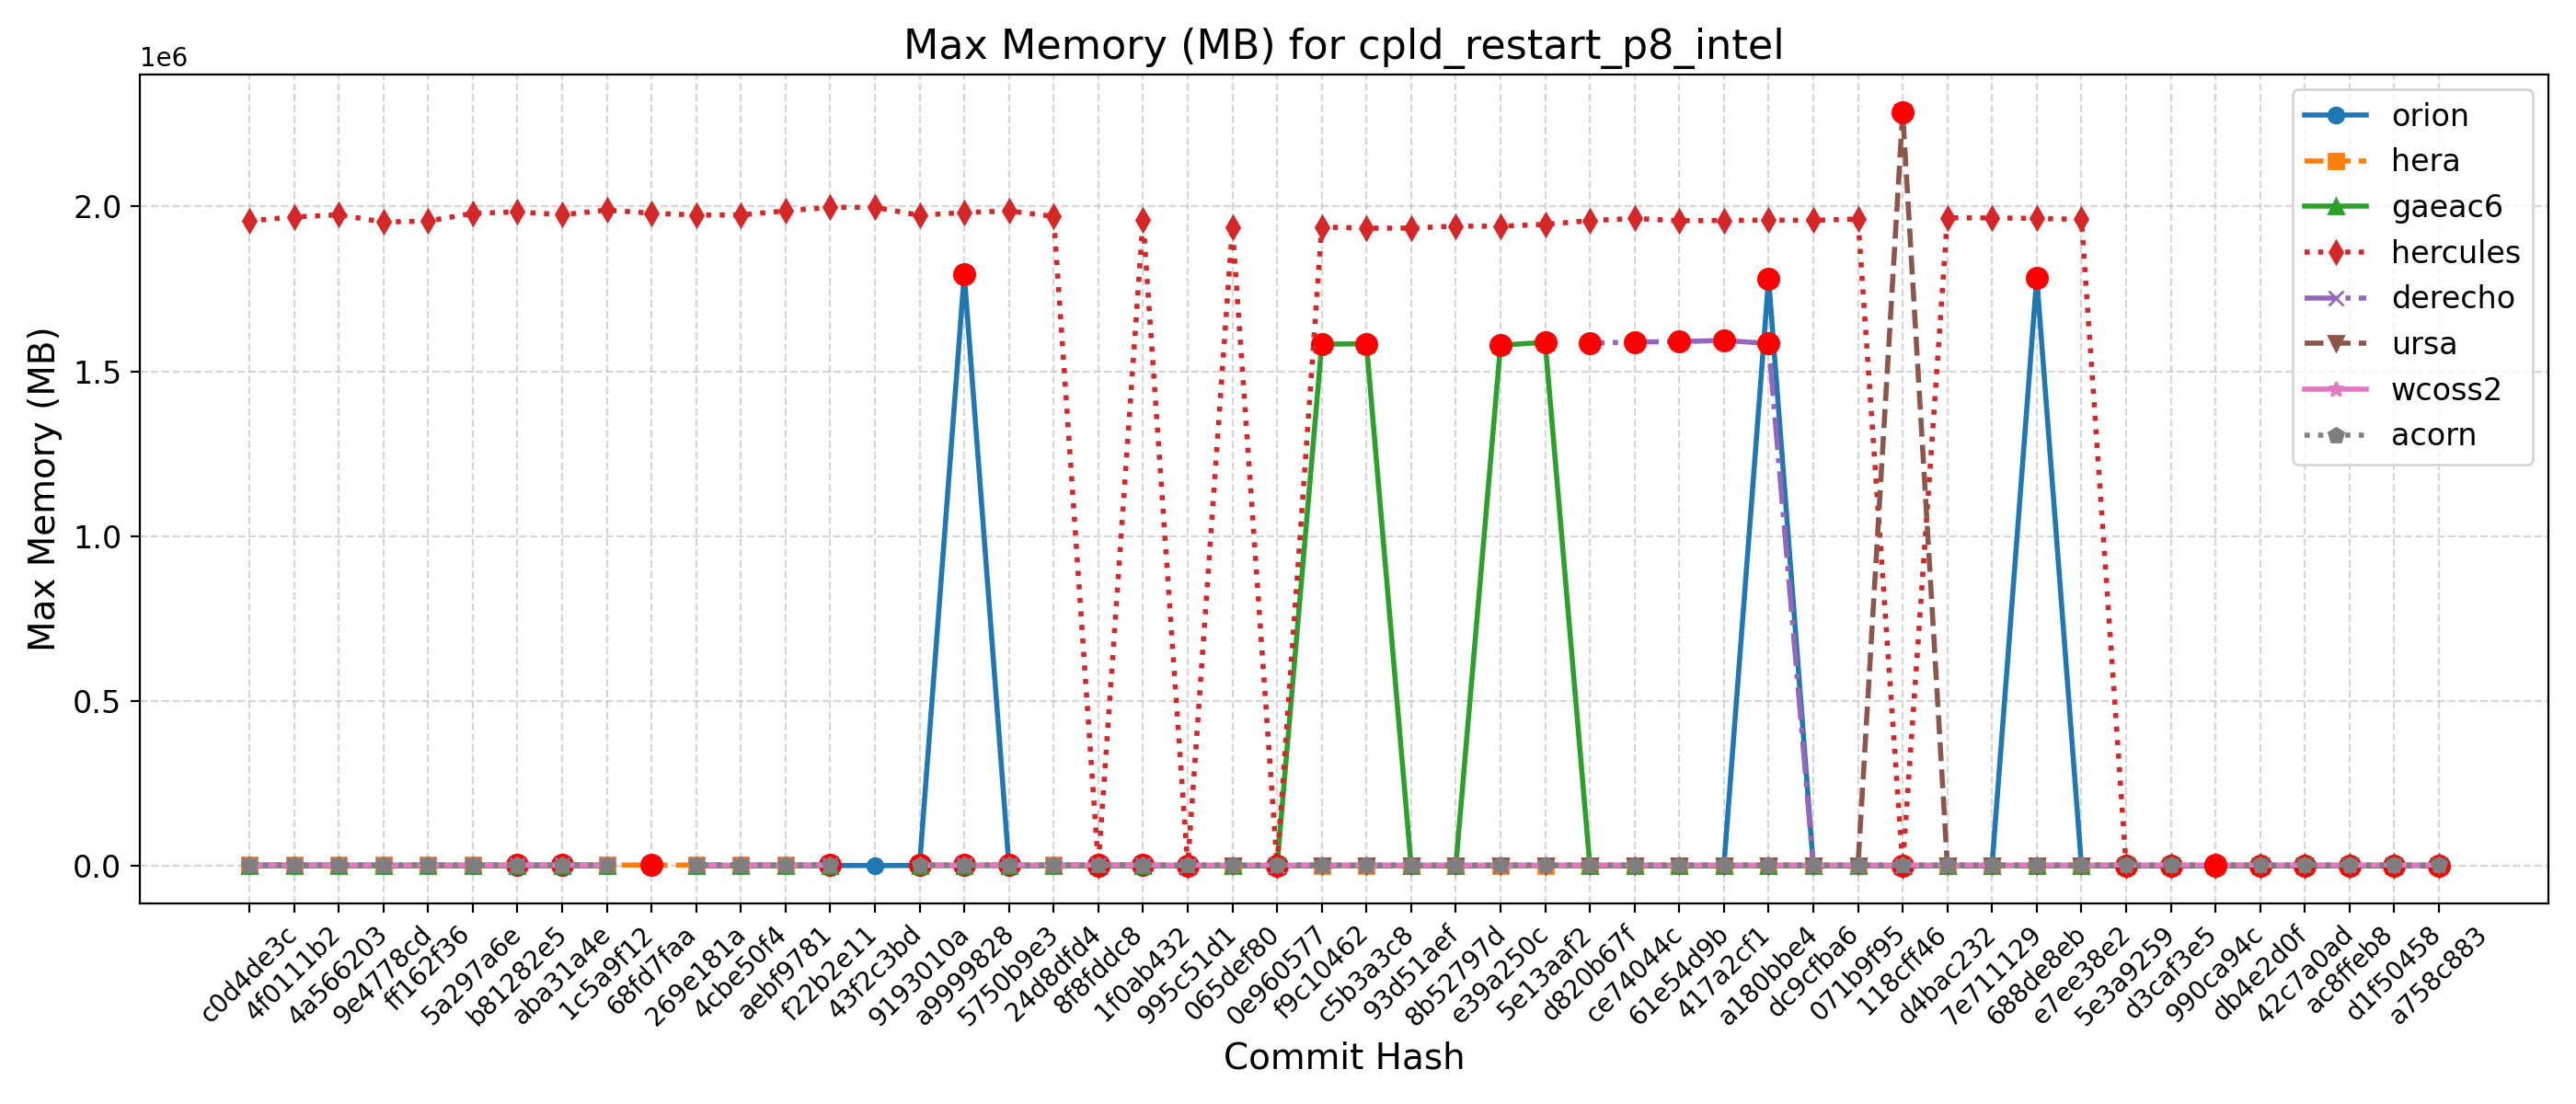 Max Memory (MB) for cpld_restart_p8_intel
1e6
2.0
1.5
1.0
0.5
0.0
Max Memory (MB)
orion
hera
gaeac6
hercules
derecho
ursa
wcoss2
acorn
c0d4de3c
4f0111b2
4a566203
9e4778cd
ff162f36
5a297a6e
b81282e5
aba31a4e
1c5a9f12
68fd7faa
269e181a
4cbe50f4
aebf9781
f22b2e11
43f2c3bd
9193010a
a9999828
5750b9e3
24d8dfd4
8f8fddc8
1f0ab432
995c51d1
065def80
0e960577
f9c10462
c5b3a3c8
93d51aef
8b52797d
e39a250c
5e13aaf2
d820b67f
ce74044c
61e54d9b
417a2cf1
a180bbe4
dc9cfba6
071b9f95
118cff46
d4bac232
7e711129
688de8eb
e7ee38e2
5e3a9259
d3caf3e5
990ca94c
db4e2d0f
42c7a0ad
ac8ffeb8
d1f50458
a758c883
Commit Hash